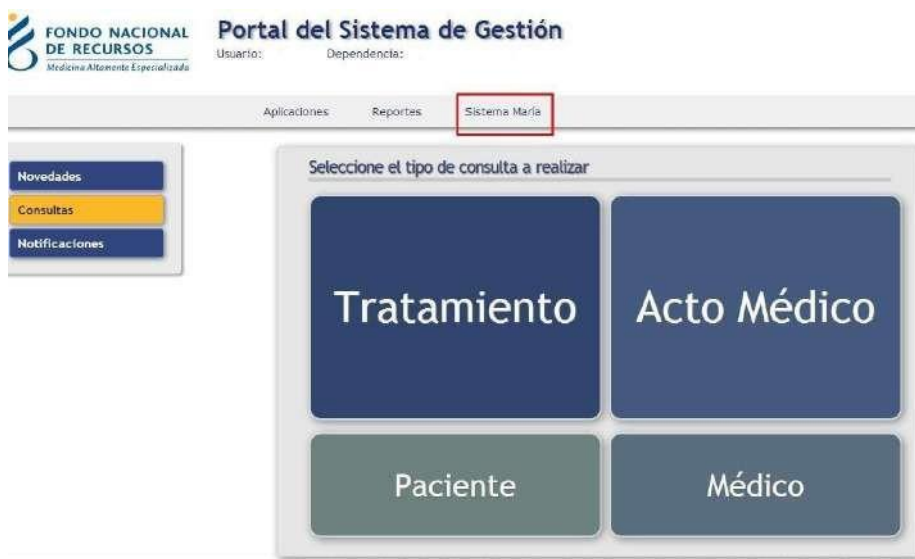 FONDO NACIONAL
DE RECURSOS
Medicina Altamente Especializada
Portal del Sistema de Gestión
Usuario: Dependencia:
Aplicaciones Reportes Sistema María
Novedades
Consultas
Notificaciones
Seleccione el tipo de consulta a realizar
Tratamiento Acto Médico
Paciente Médico